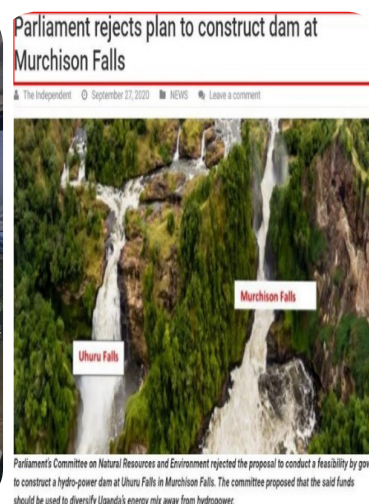 Parliament rejects plan to construct dam at
Murchison Falls
The Independent September 27, 2020 NEWS Leave a comment
Murchison Falls
Uhuru Falls
Parliament's Committee on Natural Resources and Environment rejected the proposal to conduct a feasibility by gov
to construct a hydro-power dam at Uhuru Falls in Murchison Falls. The committee proposed that the said funds
should be used to diversify Uganda's energy mix away from hydropower.